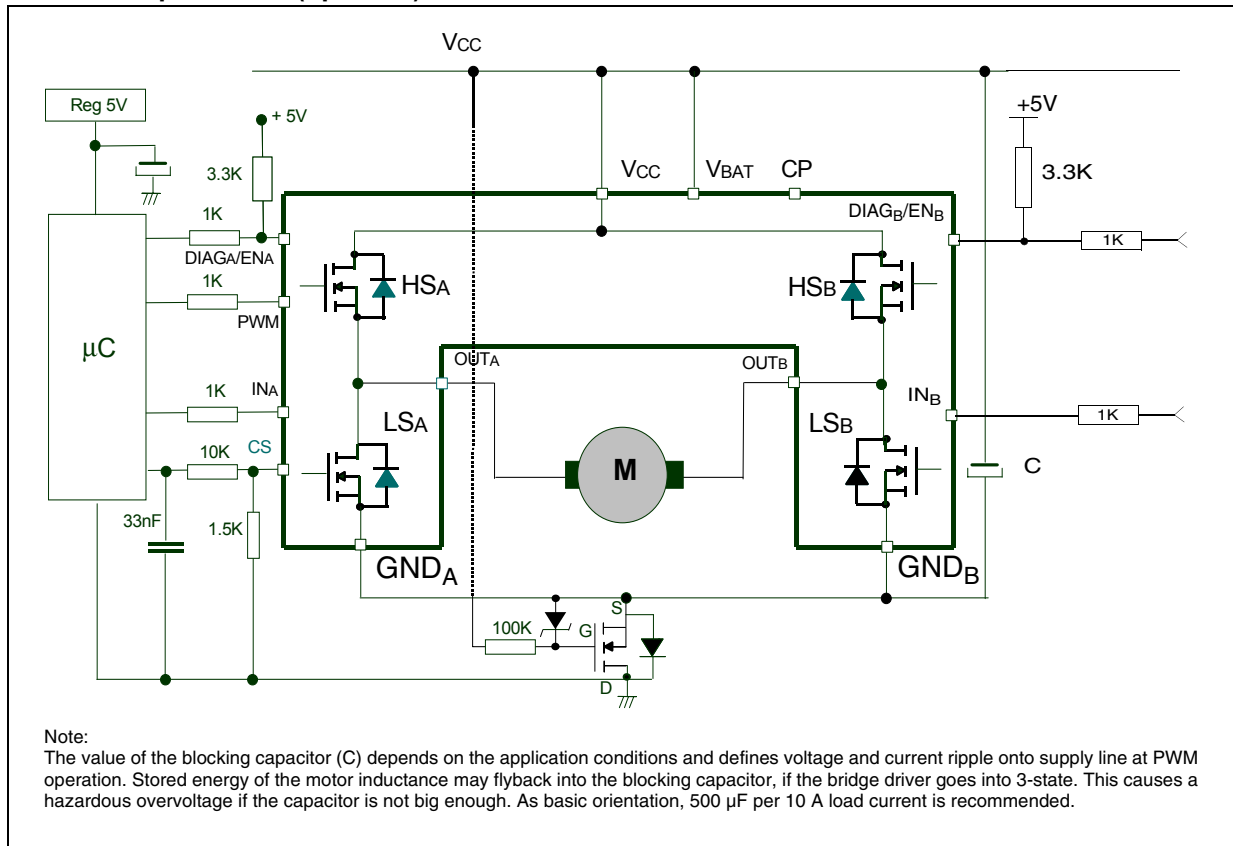 VCC
Reg 5V
+ 5V
+5V
3.3K
VCC
VBAT
CP
3.3K
1K
DIAGA/ENA
DIAGB/ENB
1K
HSA
HSB
1K
PWM
µC
OUTA
OUTB
INA
INB
1K
1K
LSA
LSB
CS
10K
C
M
33nF
1.5K
GNDA
GNDB
S
100K
G
D
Note:
The value of the blocking capacitor (C) depends on the application conditions and defines voltage and current ripple onto supply line at PWM
operation. Stored energy of the motor inductance may flyback into the blocking capacitor, if the bridge driver goes into 3-state. This causes a
hazardous overvoltage if the capacitor is not big enough. As basic orientation, 500 µF per 10 A load current is recommended.